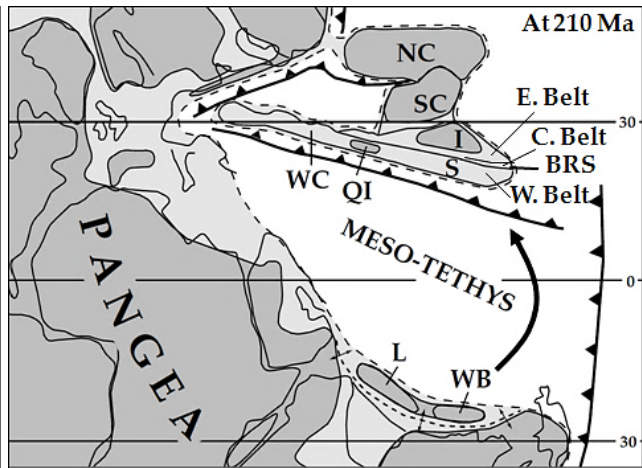 At 210 Ma
NC
SC
E. Belt
30
I
C. Belt
BRS
S
WC
QI
W. Belt
MESO-TETHYS
PANGEA
0
L
WB
30